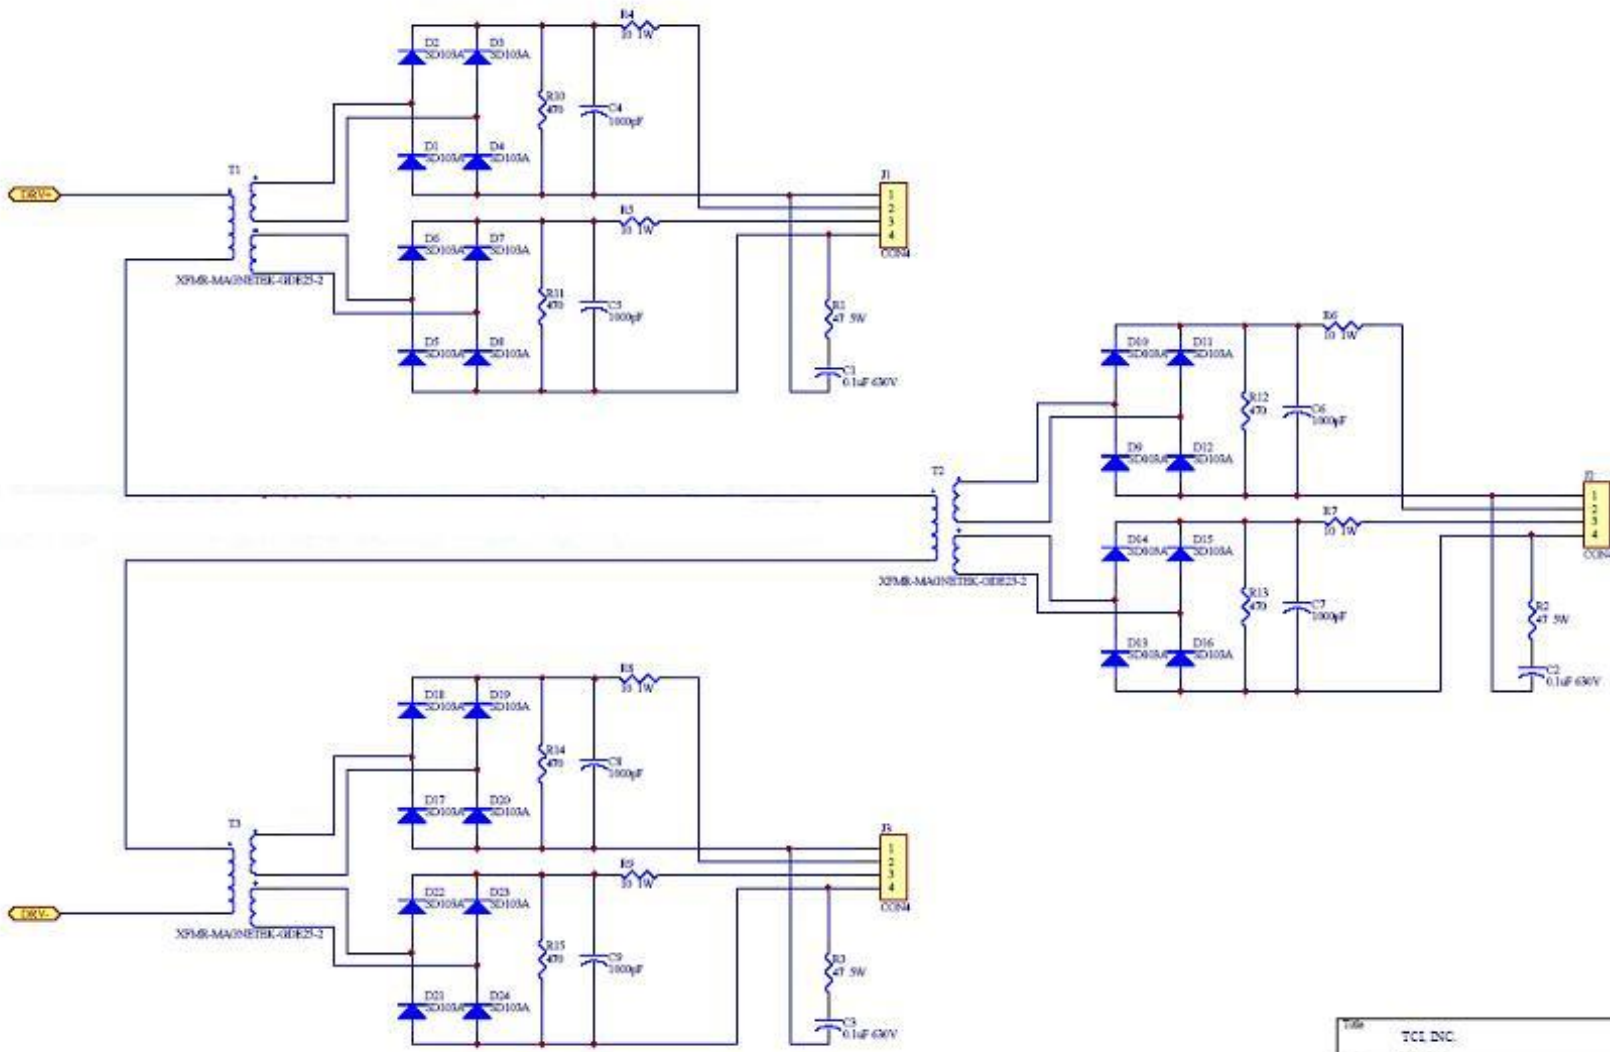 R4
10 1W
D2
SD103A
D3
SD103A
R10
470
C4
1000pF
D1
SD103A
D4
SD103A
T1
DRV+
J1
1
2
3
4
CON4
R5
10 1W
D6
SD103A
D7
SD103A
XFMR-MAGNETEK-GDE25-2
R11
470
C5
1000pF
D5
SD103A
D8
SD103A
R1
47 5W
C1
0.1uF 630V
R6
10 1W
D10
SD103A
D11
SD103A
R12
470
C6
1000pF
D9
SD103A
D12
SD103A
T2
J2
1
2
3
4
CON4
R7
10 1W
D14
SD103A
D15
SD103A
XFMR-MAGNETEK-GDE25-2
R13
470
C7
1000pF
D13
SD103A
D16
SD103A
R2
47 5W
C2
0.1uF 630V
R8
10 1W
D18
SD103A
D19
SD103A
R14
470
C8
1000pF
D17
SD103A
D20
SD103A
T3
J3
1
2
3
4
CON4
R9
10 1W
D22
SD103A
D23
SD103A
DRV-
XFMR-MAGNETEK-GDE25-2
R15
470
C9
1000pF
D21
SD103A
D24
SD103A
R3
47 5W
C3
0.1uF 630V
Title
TCI, INC.